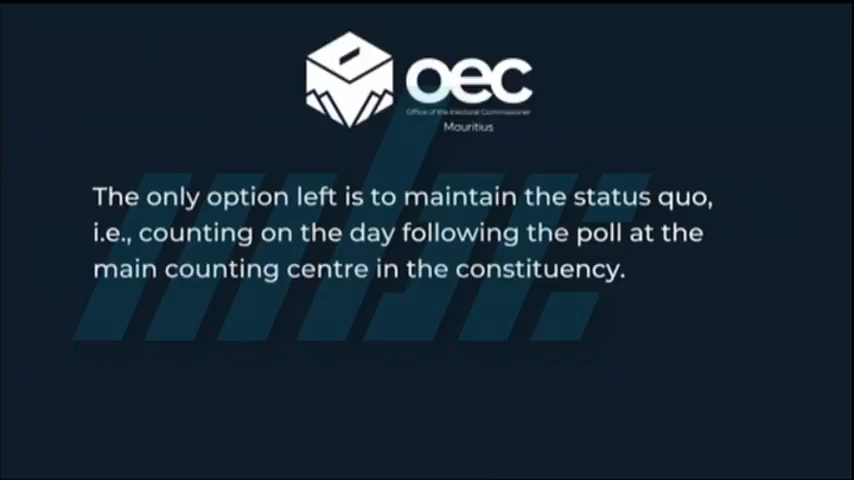 oec
Office of the Electoral Commissioner
Mauritius
The only option left is to maintain the status quo,
i.e., counting on the day following the poll at the
main counting centre in the constituency.
mbc